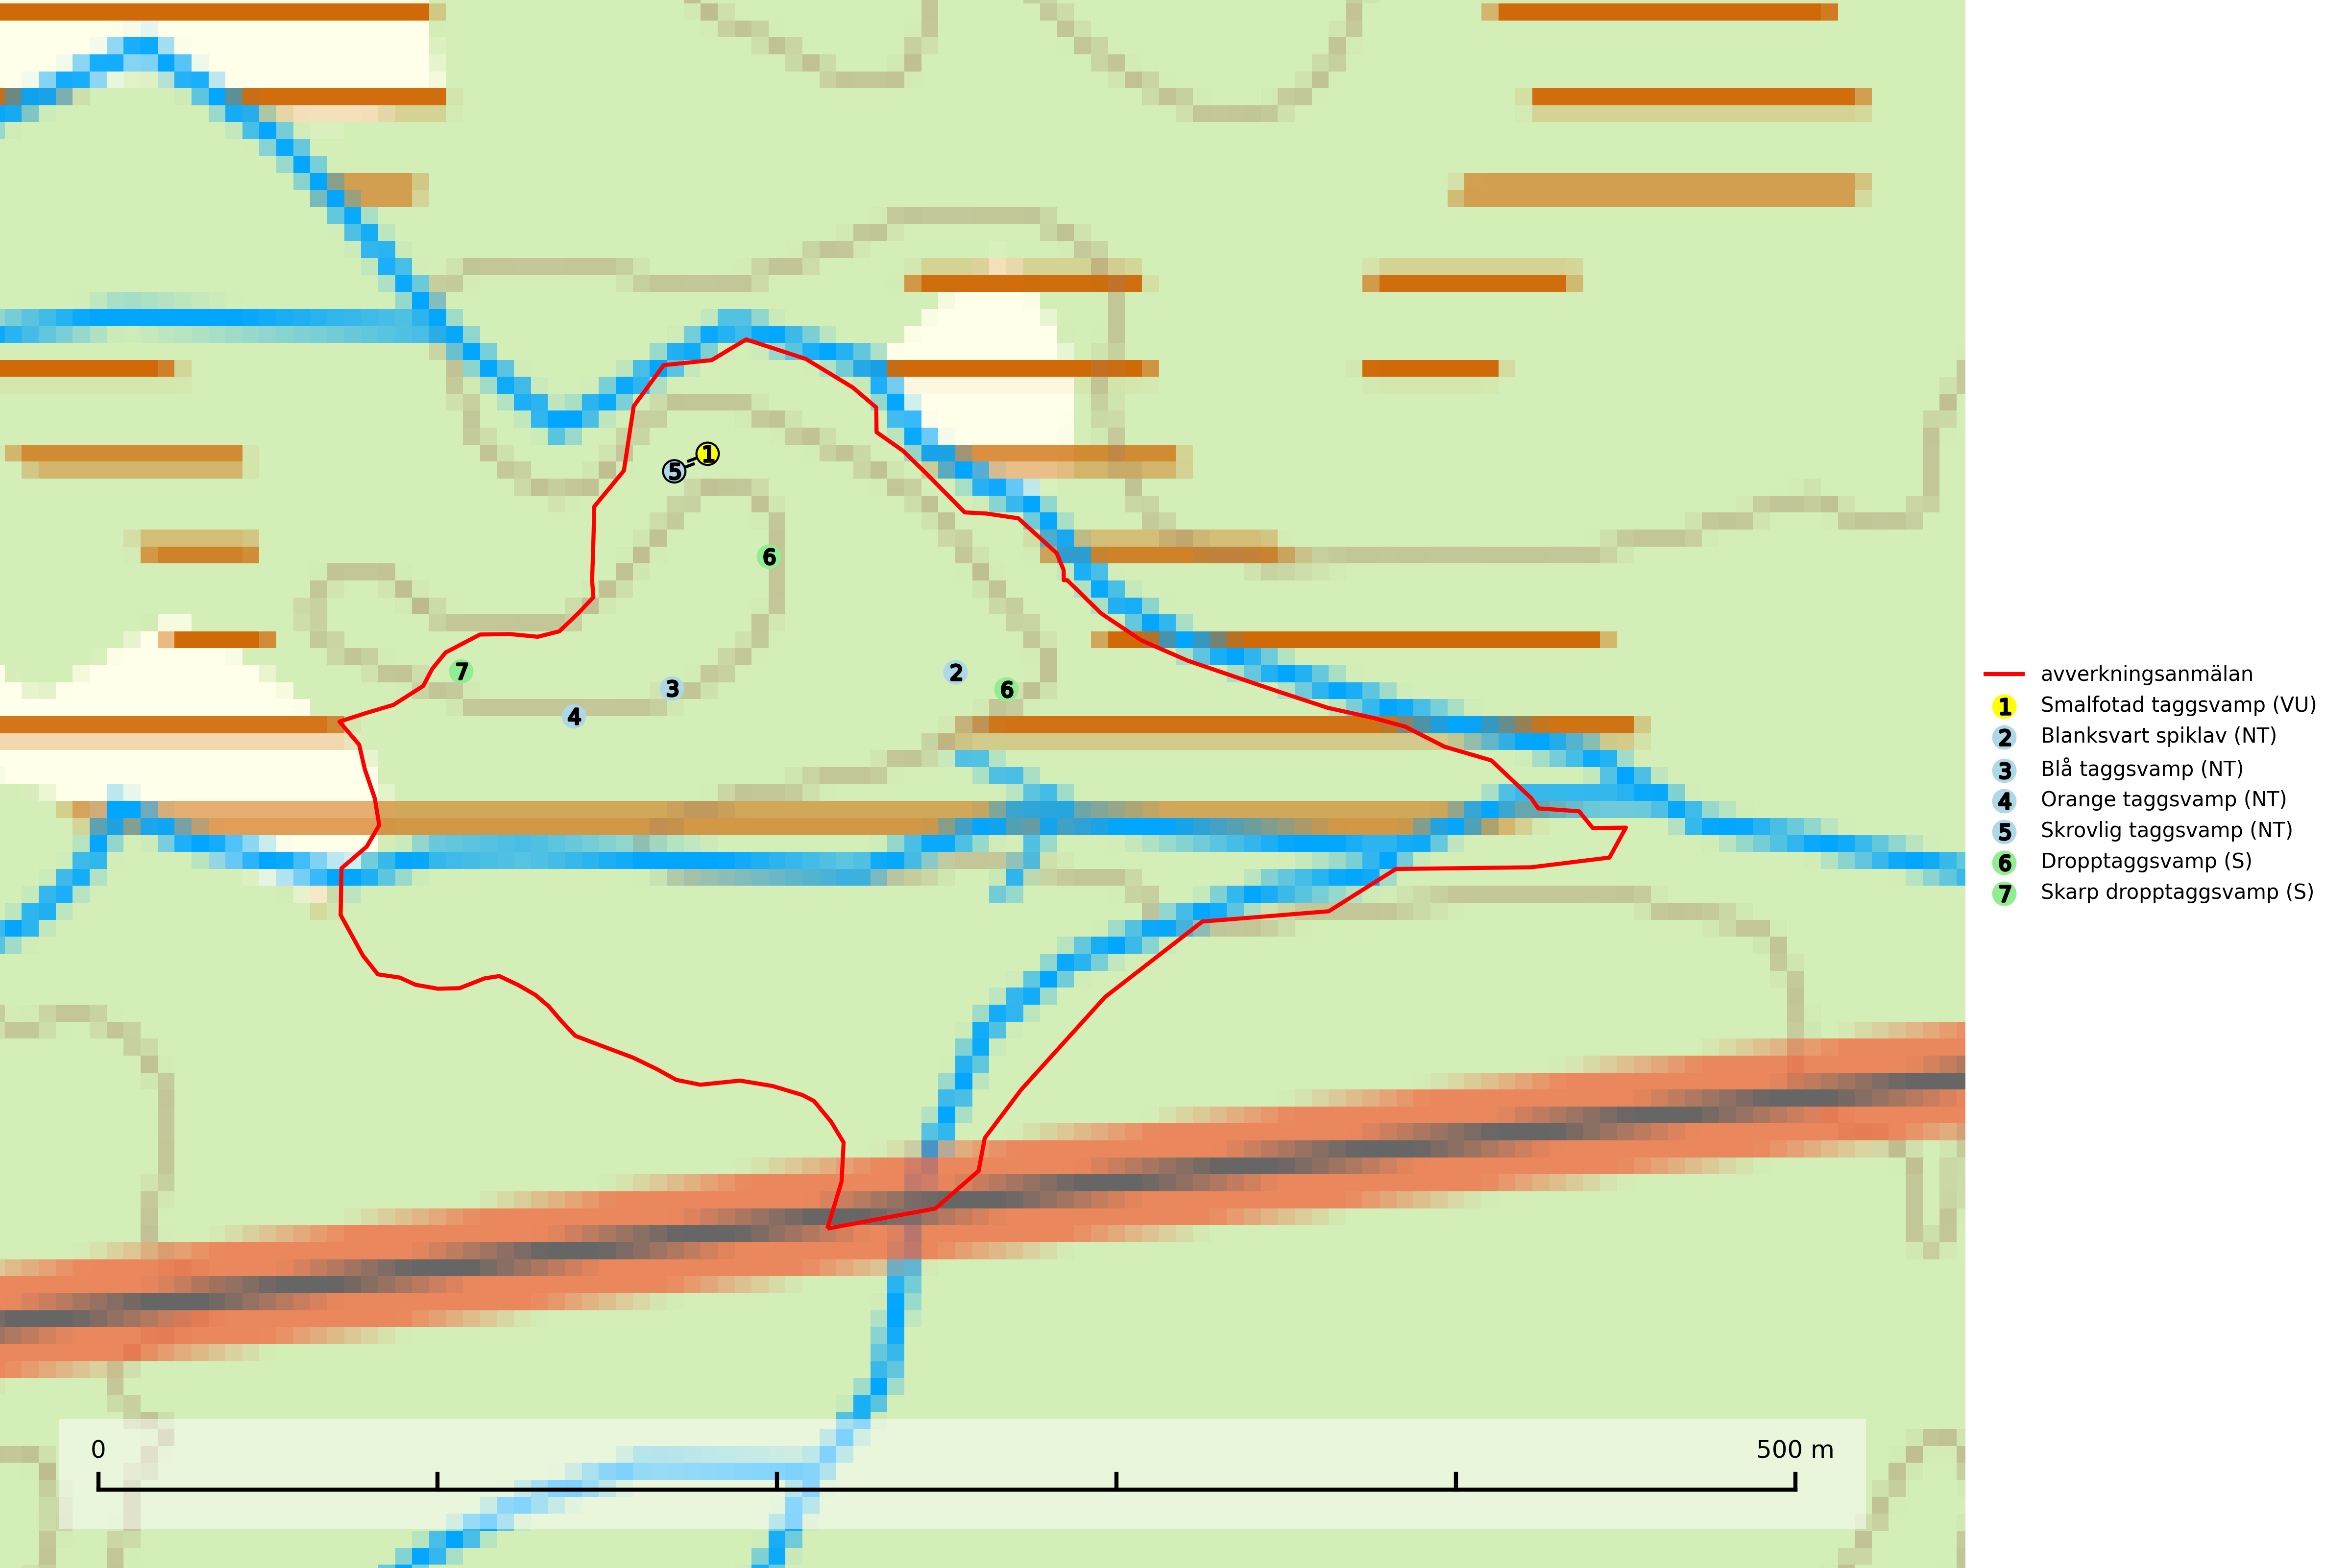 1
5
6
7
3
2
6
4
avverkningsanmälan
1 Smalfotad taggsvamp (VU)
2 Blanksvart spiklav (NT)
3 Blå taggsvamp (NT)
4 Orange taggsvamp (NT)
5 Skrovlig taggsvamp (NT)
6 Dropptaggsvamp (S)
7 Skarp dropptaggsvamp (S)
0 500 m